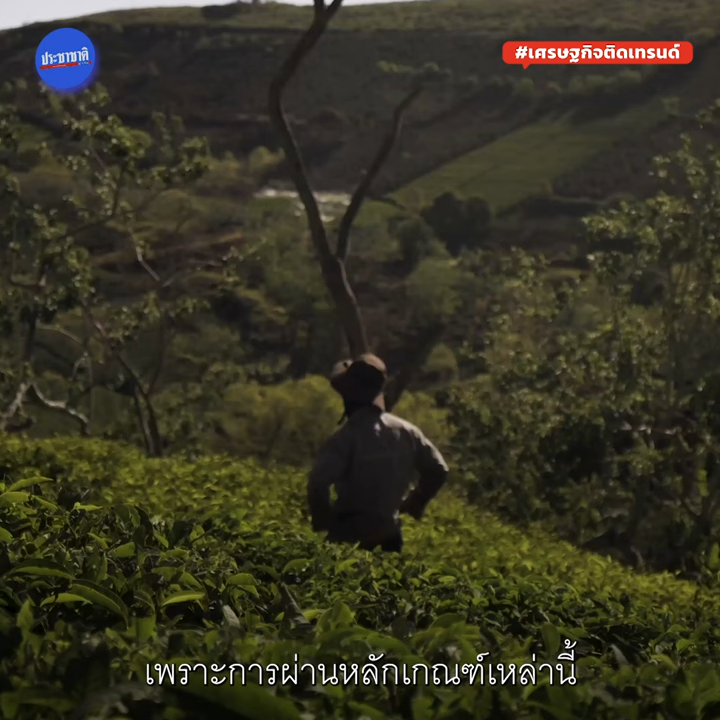 ประชาชาติ
#เศรษฐกิจติดเทรนด์
เพราะการผ่านหลักเกณฑ์เหล่านี้